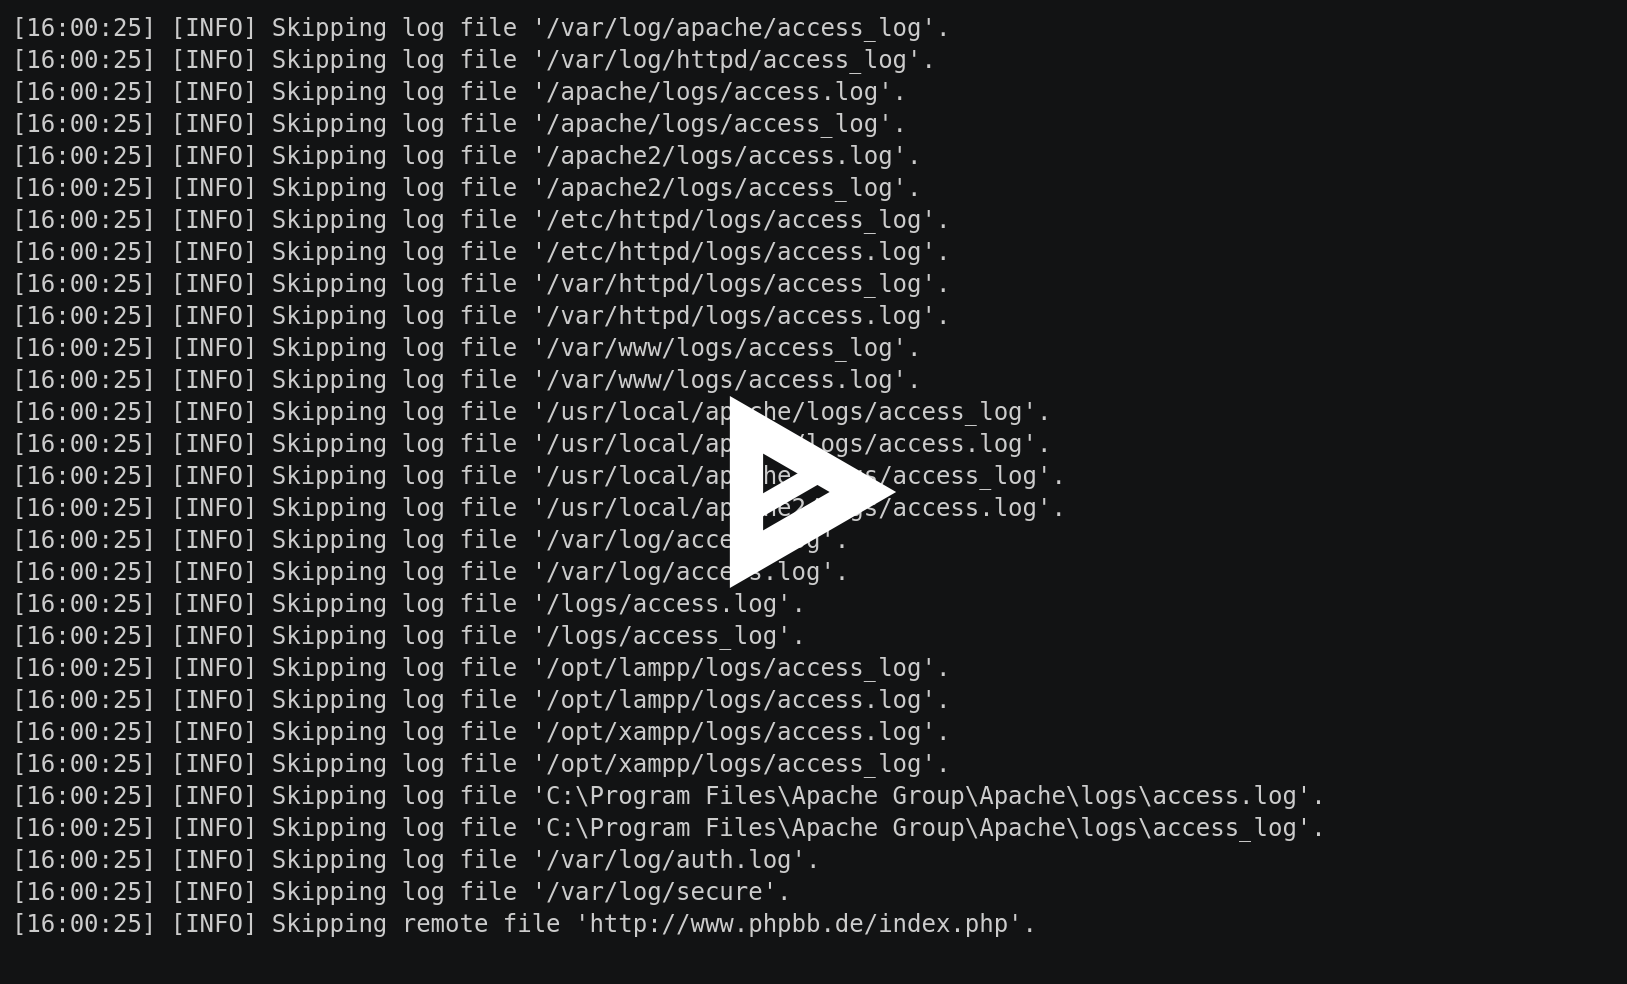 [16:00:25] [INFO] Skipping log file '/var/log/apache/access_log'.
[16:00:25] [INFO] Skipping log file '/var/log/httpd/access_log'.
[16:00:25] [INFO] Skipping log file '/apache/logs/access.log'.
[16:00:25] [INFO] Skipping log file '/apache/logs/access_log'.
[16:00:25] [INFO] Skipping log file '/apache2/logs/access.log'.
[16:00:25] [INFO] Skipping log file '/apache2/logs/access_log'.
[16:00:25] [INFO] Skipping log file '/etc/httpd/logs/access_log'.
[16:00:25] [INFO] Skipping log file '/etc/httpd/logs/access.log'.
[16:00:25] [INFO] Skipping log file '/var/httpd/logs/access_log'.
[16:00:25] [INFO] Skipping log file '/var/httpd/logs/access.log'.
[16:00:25] [INFO] Skipping log file '/var/www/logs/access_log'.
[16:00:25] [INFO] Skipping log file '/var/www/logs/access.log'.
[16:00:25] [INFO] Skipping log file '/usr/local/apache/logs/access_log'.
[16:00:25] [INFO] Skipping log file '/usr/local/apache/logs/access.log'.
[16:00:25] [INFO] Skipping log file '/usr/local/apache2/logs/access_log'.
[16:00:25] [INFO] Skipping log file '/usr/local/apache2/logs/access.log'.
[16:00:25] [INFO] Skipping log file '/var/log/access_log'.
[16:00:25] [INFO] Skipping log file '/var/log/access.log'.
[16:00:25] [INFO] Skipping log file '/logs/access.log'.
[16:00:25] [INFO] Skipping log file '/logs/access_log'.
[16:00:25] [INFO] Skipping log file '/opt/lampp/logs/access_log'.
[16:00:25] [INFO] Skipping log file '/opt/lampp/logs/access.log'.
[16:00:25] [INFO] Skipping log file '/opt/xampp/logs/access.log'.
[16:00:25] [INFO] Skipping log file '/opt/xampp/logs/access_log'.
[16:00:25] [INFO] Skipping log file 'C:\Program Files\Apache Group\Apache\logs\access.log'.
[16:00:25] [INFO] Skipping log file 'C:\Program Files\Apache Group\Apache\logs\access_log'.
[16:00:25] [INFO] Skipping log file '/var/log/auth.log'.
[16:00:25] [INFO] Skipping log file '/var/log/secure'.
[16:00:25] [INFO] Skipping remote file 'http://www.phpbb.de/index.php'.